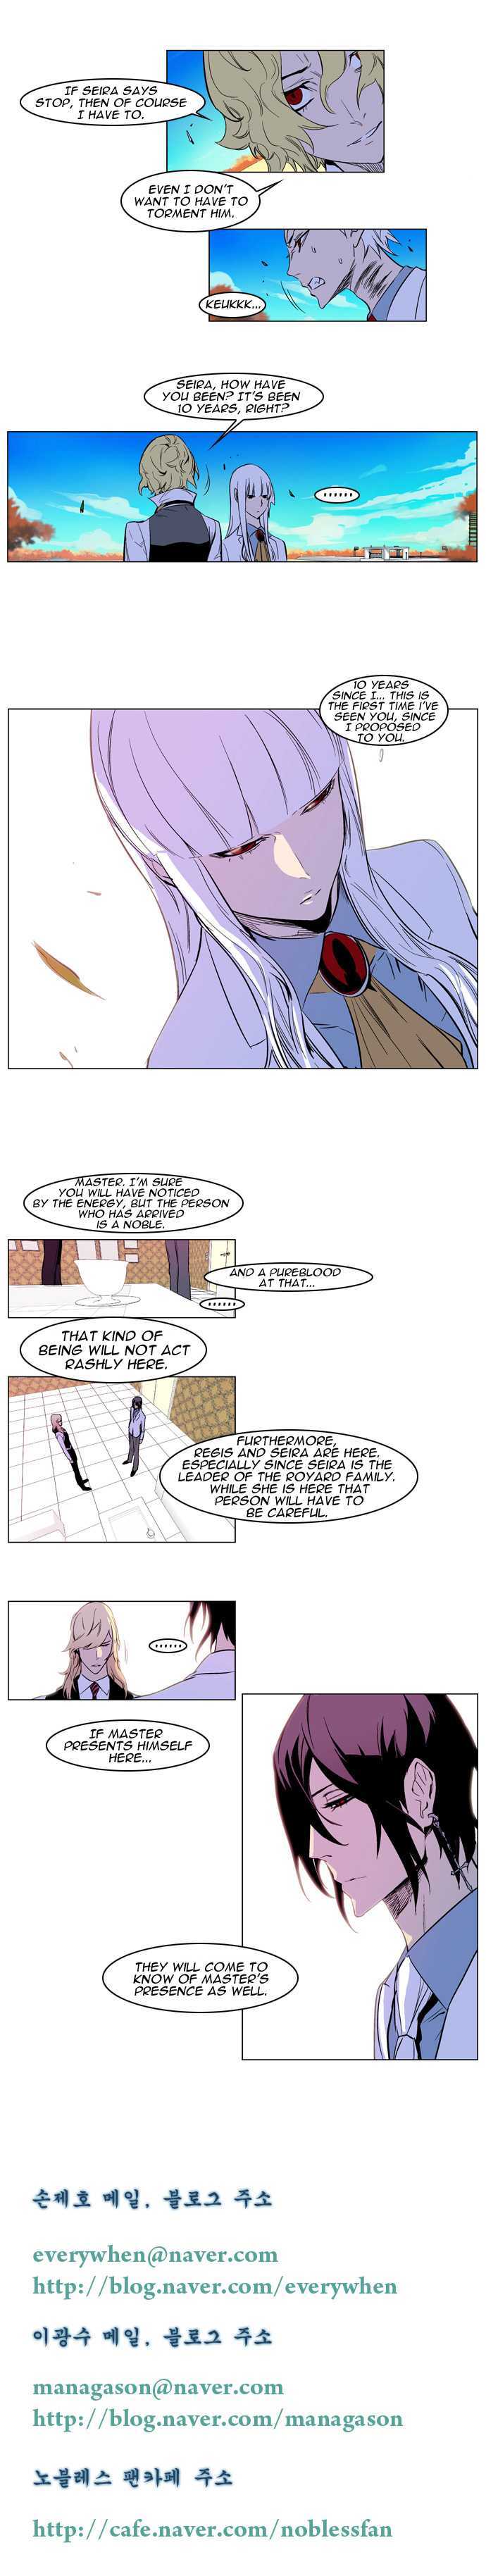 IF SEIRA SAYS
STOP, THEN OF COURSE
I HAVE TO.
EVEN I DON'T
WANT TO HAVE TO
TORMENT HIM.
KEUKKK...
SEIRA, HOW HAVE
YOU BEEN? IT'S BEEN
10 YEARS, RIGHT?
......
10 YEARS
SINCE I... THIS IS
THE FIRST TIME I'VE
SEEN YOU, SINCE
I PROPOSED
TO YOU.
MASTER. I'M SURE
YOU WILL HAVE NOTICED
BY THE ENERGY, BUT THE PERSON
WHO HAS ARRIVED
IS A NOBLE.
AND A PUREBLOOD
AT THAT...
......
THAT KIND OF
BEING WILL NOT ACT
RASHLY HERE.
FURTHERMORE,
REGIS AND SEIRA ARE HERE.
ESPECIALLY SINCE SEIRA IS THE
LEADER OF THE ROYARD FAMILY.
WHILE SHE IS HERE THAT
PERSON WILL HAVE TO
BE CAREFUL.
......
IF MASTER
PRESENTS HIMSELF
HERE...
THEY WILL COME TO
KNOW OF MASTER'S
PRESENCE AS WELL.
손제호 메일, 블로그 주소
everywhen@naver.com
http://blog.naver.com/everywhen
이광수 메일, 블로그 주소
managason@naver.com
http://blog.naver.com/managason
노블레스 팬카페 주소
http://cafe.naver.com/noblessfan